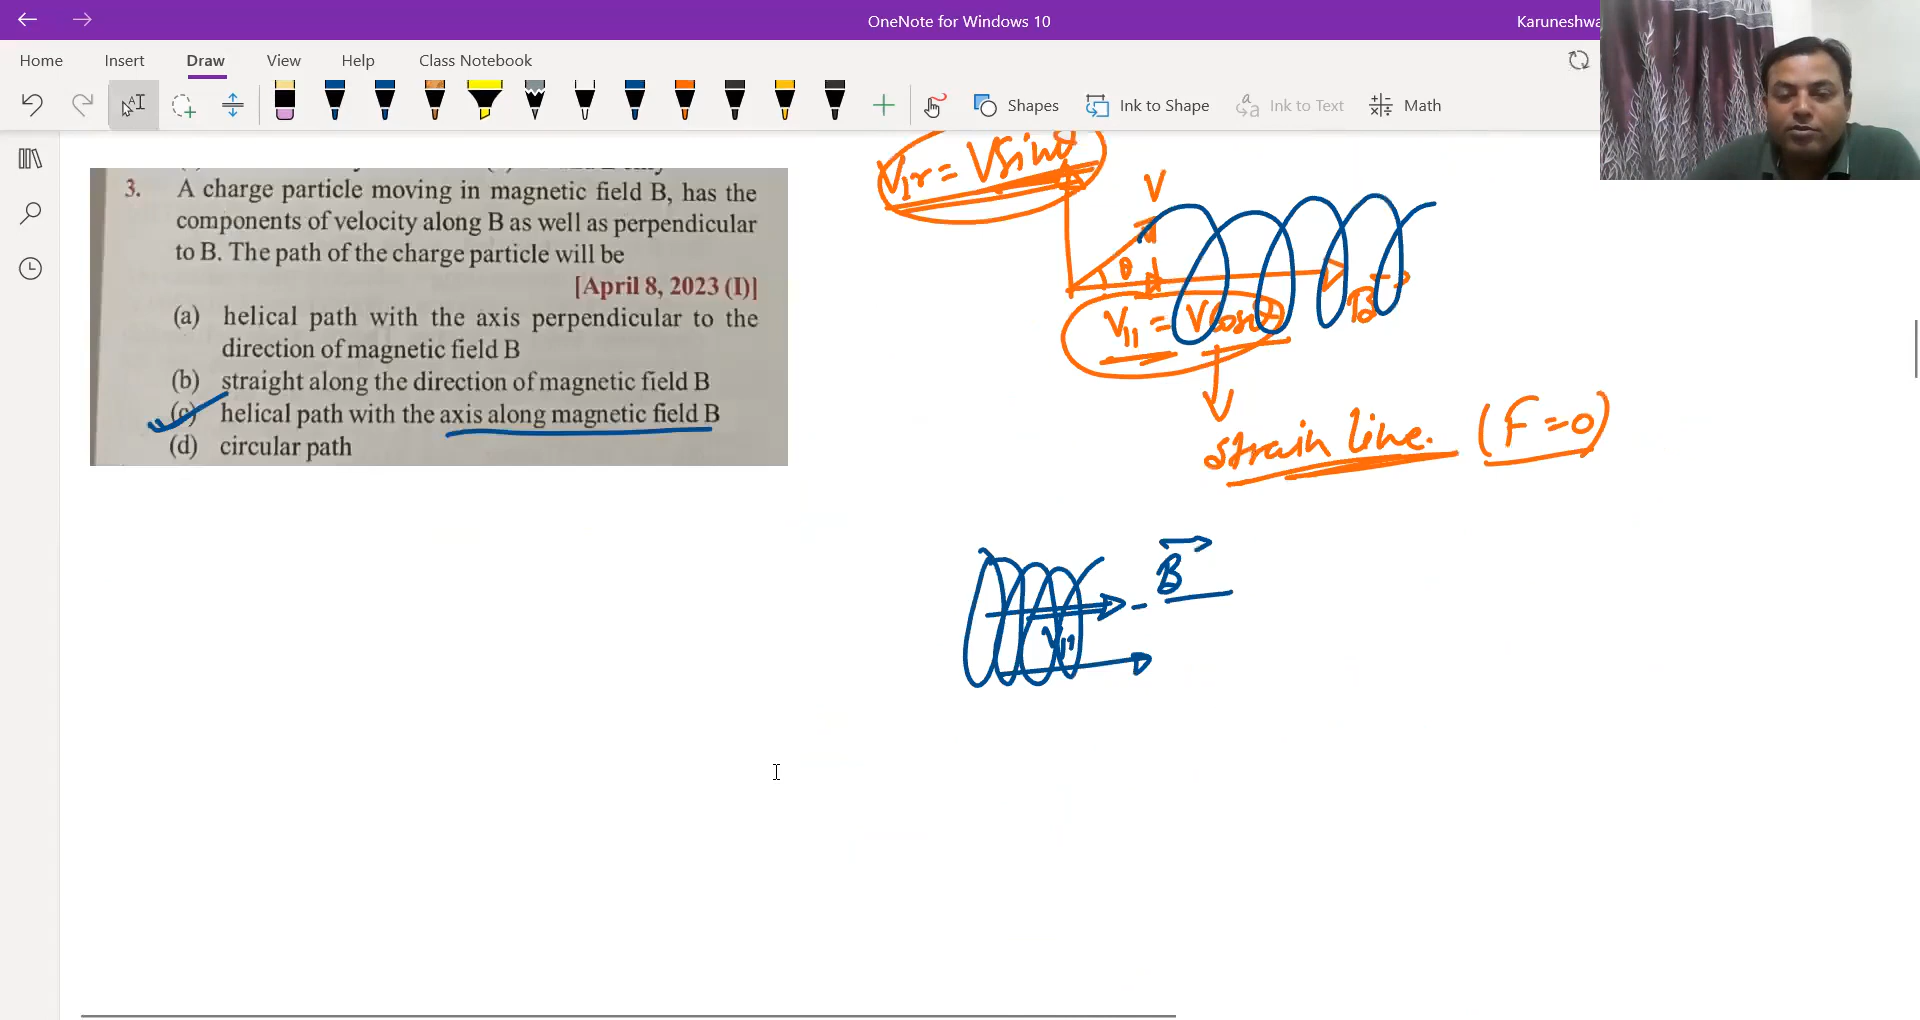 OneNote for Windows 10
Karuneshwa
Home Insert Draw View Help Class Notebook
Shapes Ink to Shape Ink to Text Math
3. A charge particle moving in magnetic field B, has the
components of velocity along B as well as perpendicular
to B. The path of the charge particle will be
[April 8, 2023 (I)]
(a) helical path with the axis perpendicular to the
direction of magnetic field B
(b) straight along the direction of magnetic field B
(c) helical path with the axis along magnetic field B
(d) circular path
V
θ
B
V11 = Vcosθ
strain line. (F=0)
B
V11